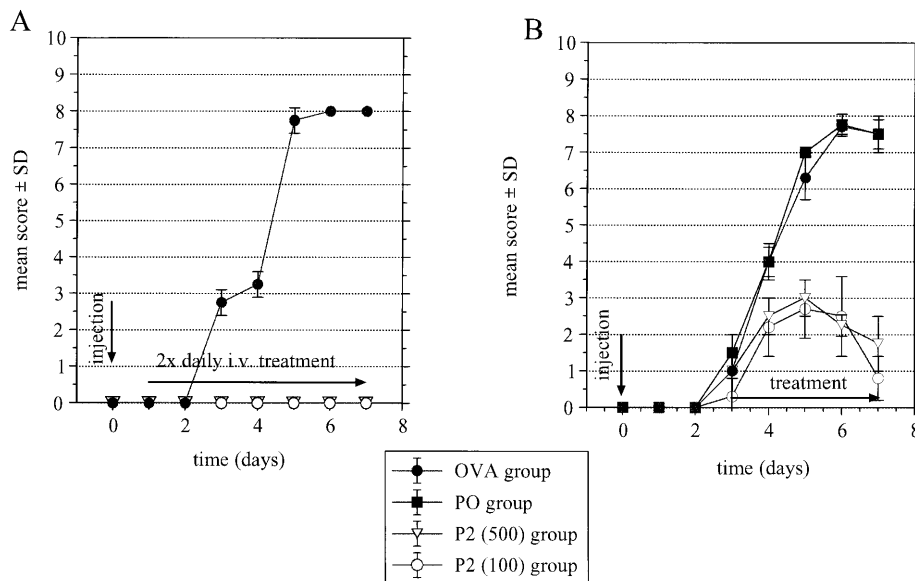 A
10
9
8
7
6
5
4
3
2
1
0
mean score ± SD
injection
2x daily i.v. treatment
0
2
4
6
8
time (days)
B
10
9
8
7
6
5
4
3
2
1
0
mean score ± SD
injection
treatment
0
2
4
6
8
time (days)
OVA group
PO group
P2 (500) group
P2 (100) group